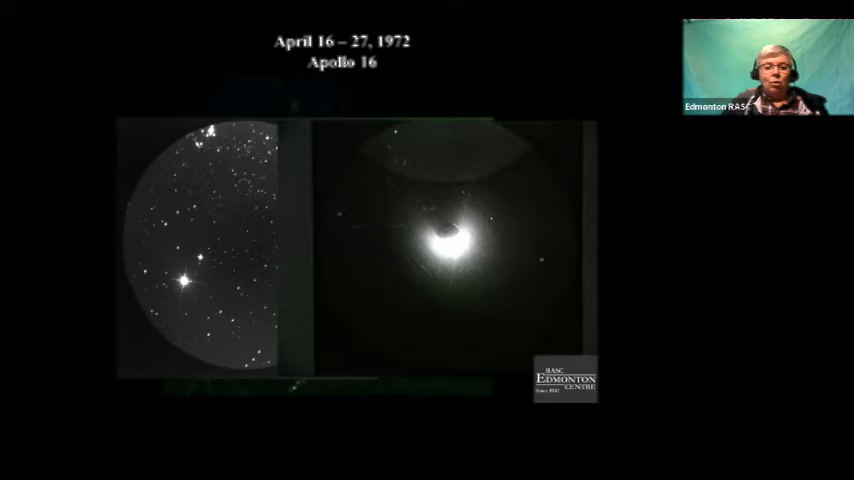 April 16 – 27, 1972
Apollo 16
Edmonton RASC
RASC
EDMONTON
CENTRE